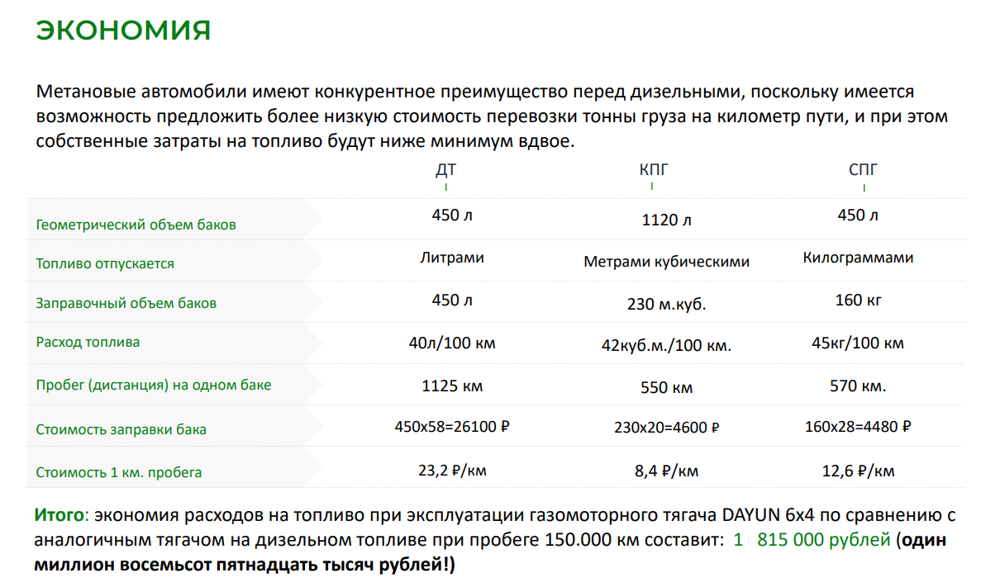 ЭКОНОМИЯ
Метановые автомобили имеют конкурентное преимущество перед дизельными, поскольку имеется
возможность предложить более низкую стоимость перевозки тонны груза на километр пути, и при этом
собственные затраты на топливо будут ниже минимум вдвое.
ДТ КПГ СПГ
Геометрический объем баков 450 л 1120 л 450 л
Топливо отпускается Литрами Метрами кубическими Килограммами
Заправочный объем баков 450 л 230 м.куб. 160 кг
Расход топлива 40л/100 км 42куб.м./100 км. 45кг/100 км
Пробег (дистанция) на одном баке 1125 км 550 км 570 км.
Стоимость заправки бака 450х58=26100 ₽ 230х20=4600 ₽ 160х28=4480 ₽
Стоимость 1 км. пробега 23,2 ₽/км 8,4 ₽/км 12,6 ₽/км
Итого: экономия расходов на топливо при эксплуатации газомоторного тягача DAYUN 6х4 по сравнению с
аналогичным тягачом на дизельном топливе при пробеге 150.000 км составит: 1 815 000 рублей (один
миллион восемьсот пятнадцать тысяч рублей!)